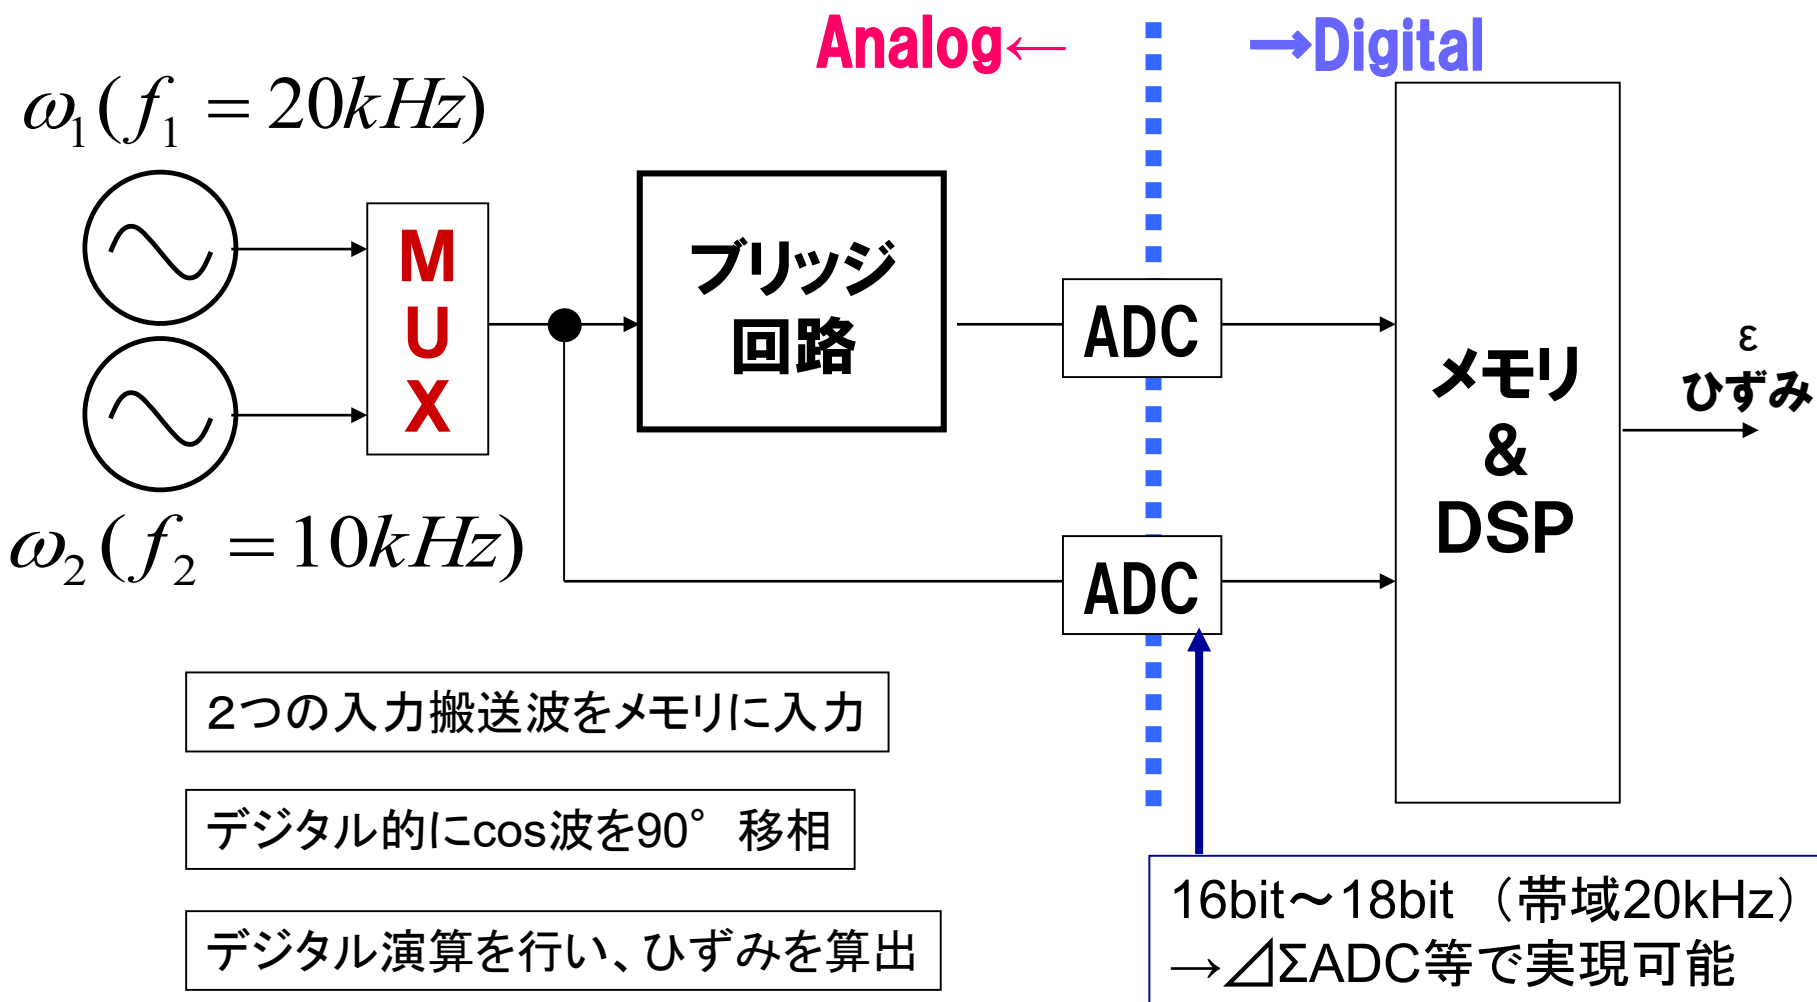 Analog←
→Digital
ω₁(f₁ = 20kHz)
M
U
X
ブリッジ
回路
ADC
メモリ
&
DSP
ε
ひずみ
ω₂(f₂ = 10kHz)
ADC
２つの入力搬送波をメモリに入力
デジタル的にcos波を90°移相
デジタル演算を行い、ひずみを算出
16bit～18bit （帯域20kHz）
→⊿ΣADC等で実現可能